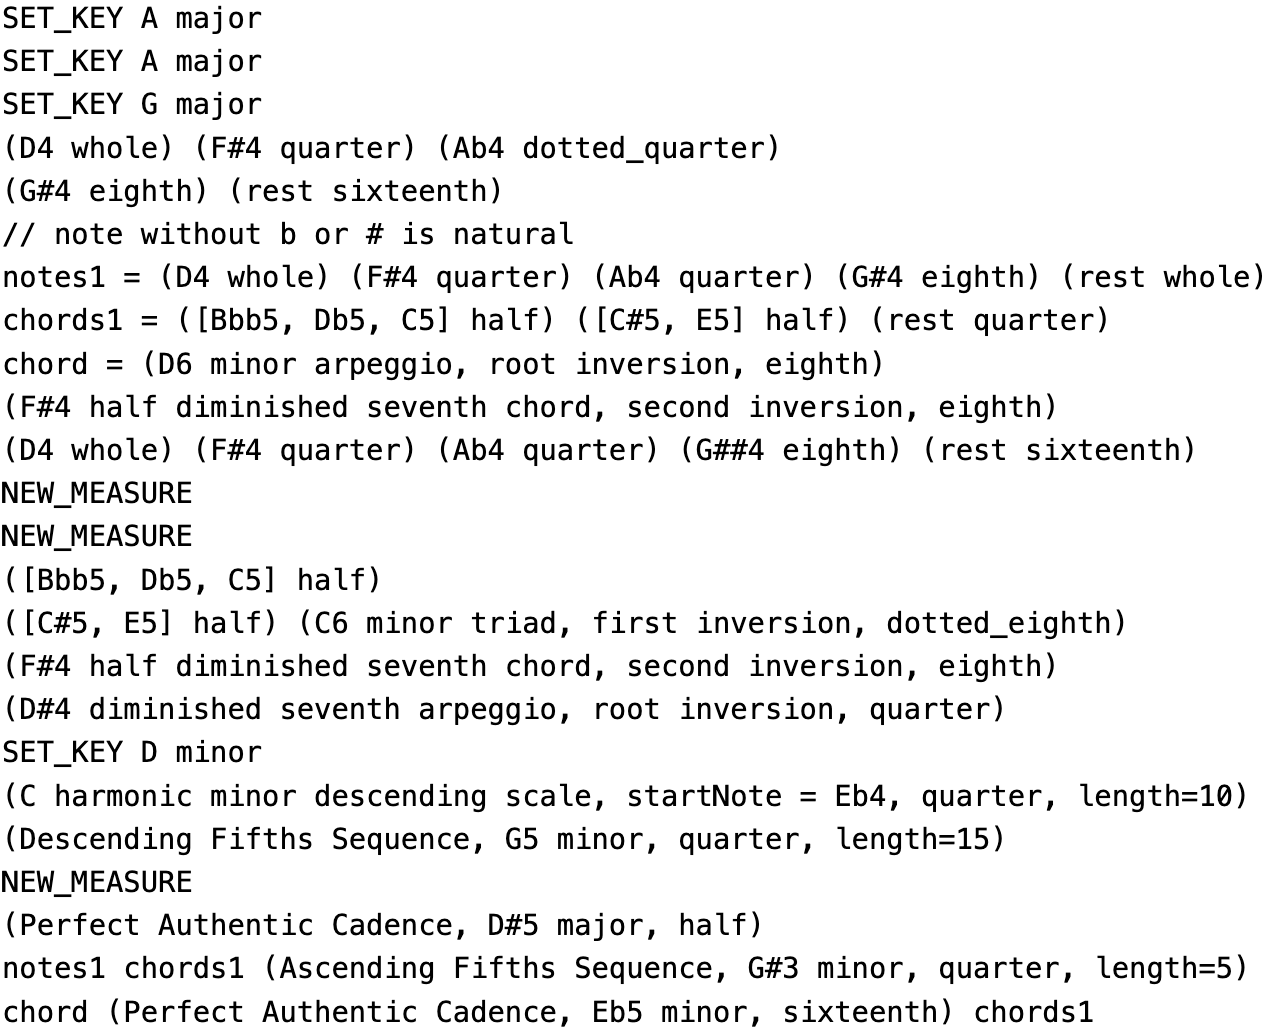 SET_KEY A major
SET_KEY A major
SET_KEY G major
(D4 whole) (F#4 quarter) (Ab4 dotted_quarter)
(G#4 eighth) (rest sixteenth)
// note without b or # is natural
notes1 = (D4 whole) (F#4 quarter) (Ab4 quarter) (G#4 eighth) (rest whole)
chords1 = ([Bbb5, Db5, C5] half) ([C#5, E5] half) (rest quarter)
chord = (D6 minor arpeggio, root inversion, eighth)
(F#4 half diminished seventh chord, second inversion, eighth)
(D4 whole) (F#4 quarter) (Ab4 quarter) (G##4 eighth) (rest sixteenth)
NEW_MEASURE
NEW_MEASURE
([Bbb5, Db5, C5] half)
([C#5, E5] half) (C6 minor triad, first inversion, dotted_eighth)
(F#4 half diminished seventh chord, second inversion, eighth)
(D#4 diminished seventh arpeggio, root inversion, quarter)
SET_KEY D minor
(C harmonic minor descending scale, startNote = Eb4, quarter, length=10)
(Descending Fifths Sequence, G5 minor, quarter, length=15)
NEW_MEASURE
(Perfect Authentic Cadence, D#5 major, half)
notes1 chords1 (Ascending Fifths Sequence, G#3 minor, quarter, length=5)
chord (Perfect Authentic Cadence, Eb5 minor, sixteenth) chords1